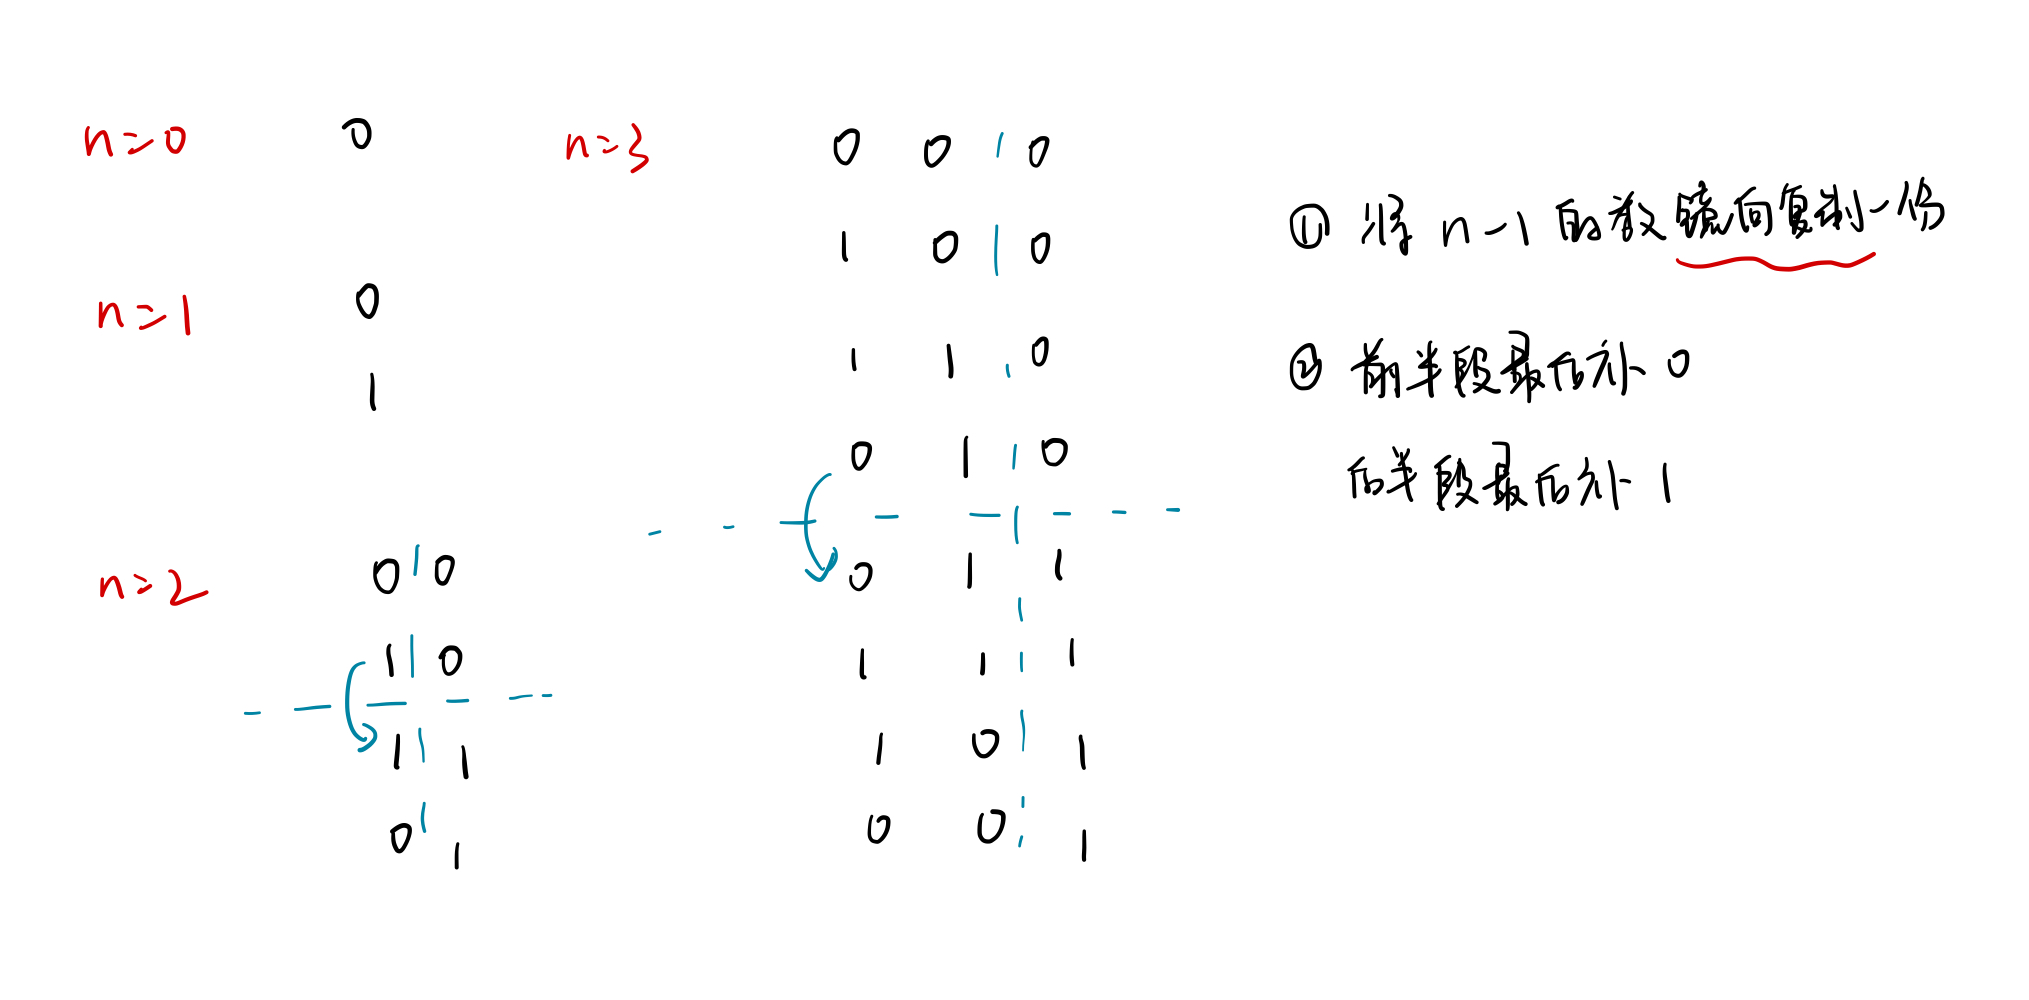 n=0 0
n=1 0
1
n=2 0 0
1 0
1 1
0 1
n=3 0 0 0
1 0 0
1 1 0
0 1 0
0 1 1
1 1 1
1 0 1
0 0 1
① 将 n-1 的数镜向复制一份
② 前半段最后补 0
后半段最后补 1